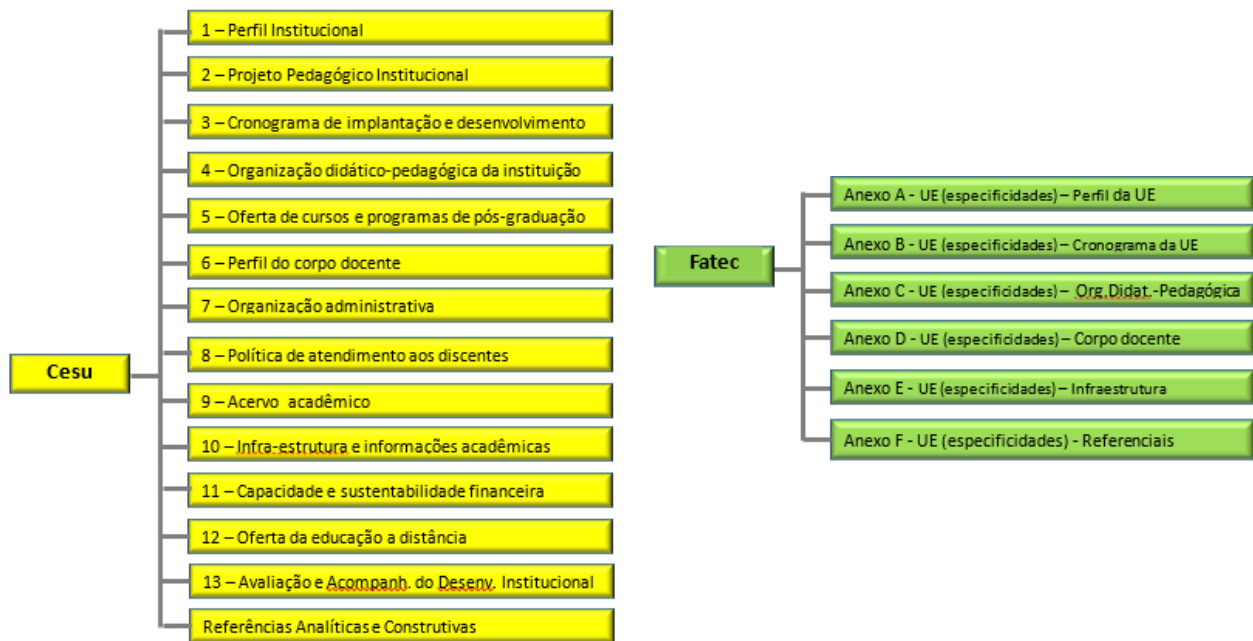 Cesu
1 – Perfil Institucional
2 – Projeto Pedagógico Institucional
3 – Cronograma de implantação e desenvolvimento
4 – Organização didático-pedagógica da instituição
5 – Oferta de cursos e programas de pós-graduação
6 – Perfil do corpo docente
7 – Organização administrativa
8 – Política de atendimento aos discentes
9 – Acervo acadêmico
10 – Infra-estrutura e informações acadêmicas
11 – Capacidade e sustentabilidade financeira
12 – Oferta da educação a distância
13 – Avaliação e Acompanh. do Desenv. Institucional
Referências Analíticas e Construtivas
Fatec
Anexo A - UE (especificidades) – Perfil da UE
Anexo B - UE (especificidades) – Cronograma da UE
Anexo C - UE (especificidades) – Org.Didat.-Pedagógica
Anexo D - UE (especificidades) – Corpo docente
Anexo E - UE (especificidades) – Infraestrutura
Anexo F - UE (especificidades) - Referenciais